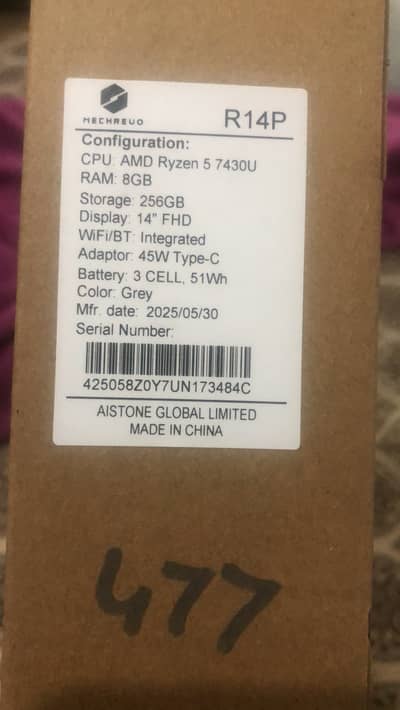 MECHREVO
R14P
Configuration:
CPU: AMD Ryzen 5 7430U
RAM: 8GB
Storage: 256GB
Display: 14" FHD
WiFi/BT: Integrated
Adaptor: 45W Type-C
Battery: 3 CELL, 51Wh
Color: Grey
Mfr. date: 2025/05/30
Serial Number:
425058Z0Y7UN173484C
AISTONE GLOBAL LIMITED
MADE IN CHINA
477